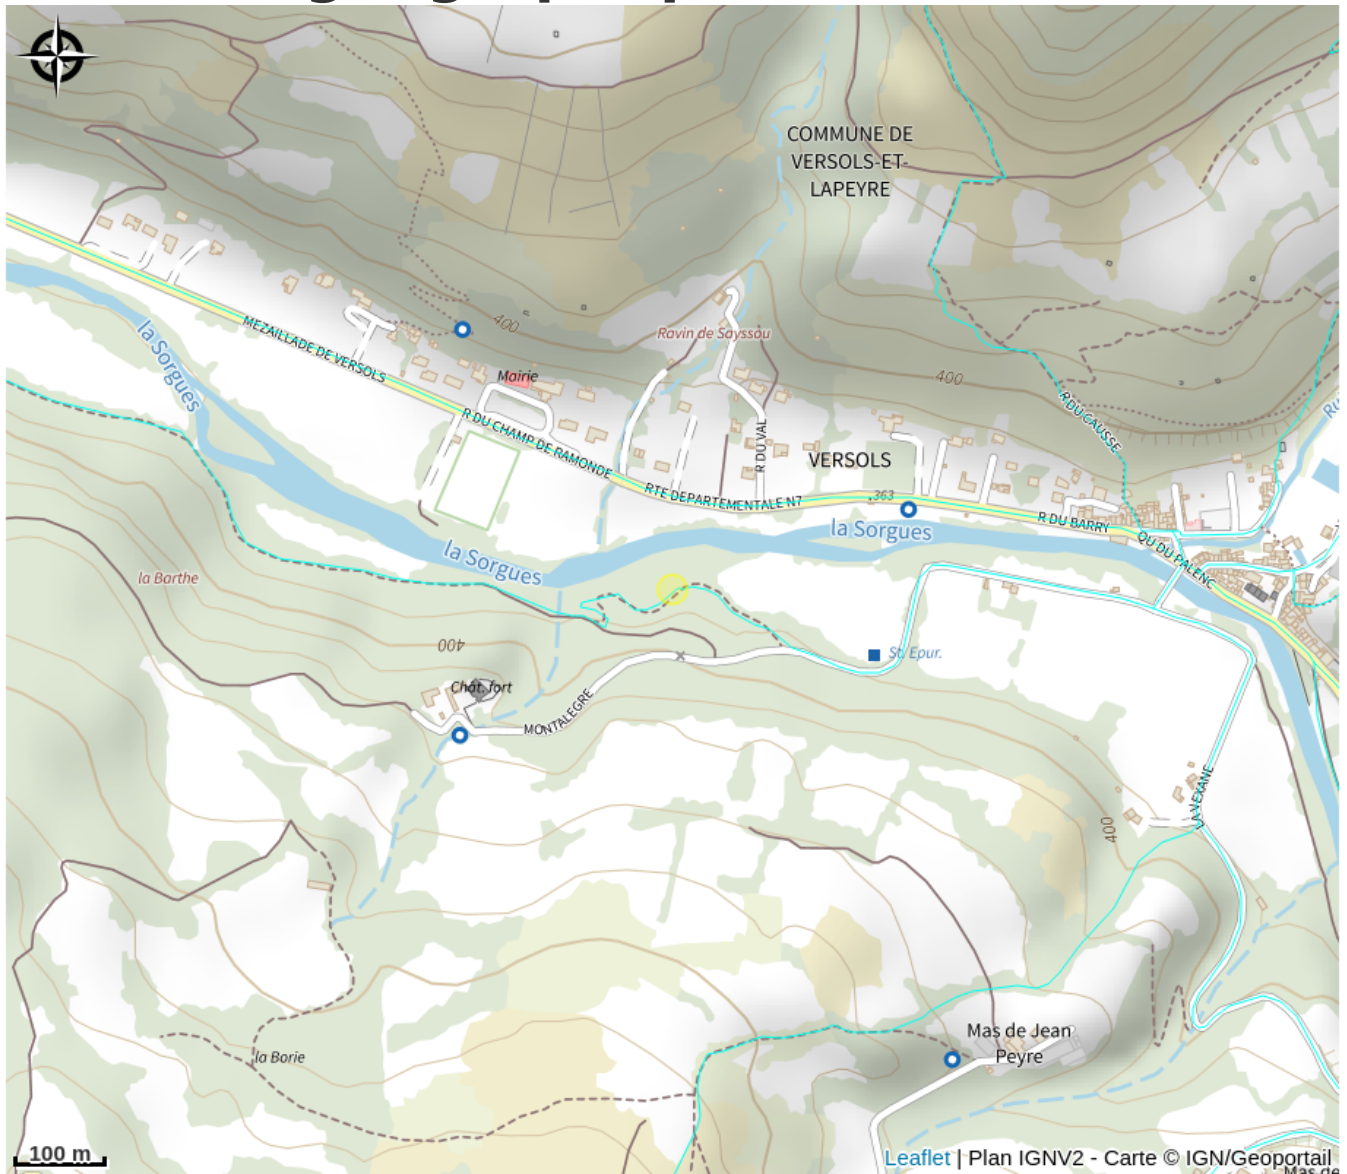 COMMUNE DE
VERSOLS-ET-
LAPEYRE
400
Ravin de Sayssou
la Sorgues
MEZAILLADE DE VERSOLS
Mairie
400
R DU CAUSSE
R DU CHAMP DE RAMONDE
R DU VAL
VERSOLS
RTE DEPARTEMENTALE N7
363
R DU BARRY
la Sorgues
QU DU PALENC
la Sorgues
la Barthe
400
St. Epur.
Chât. fort
MONTALEGRE
LA VEXANE
400
Mas de Jean
Peyre
la Borie
100 m
Leaflet | Plan IGNV2 - Carte © IGN/Geoportail